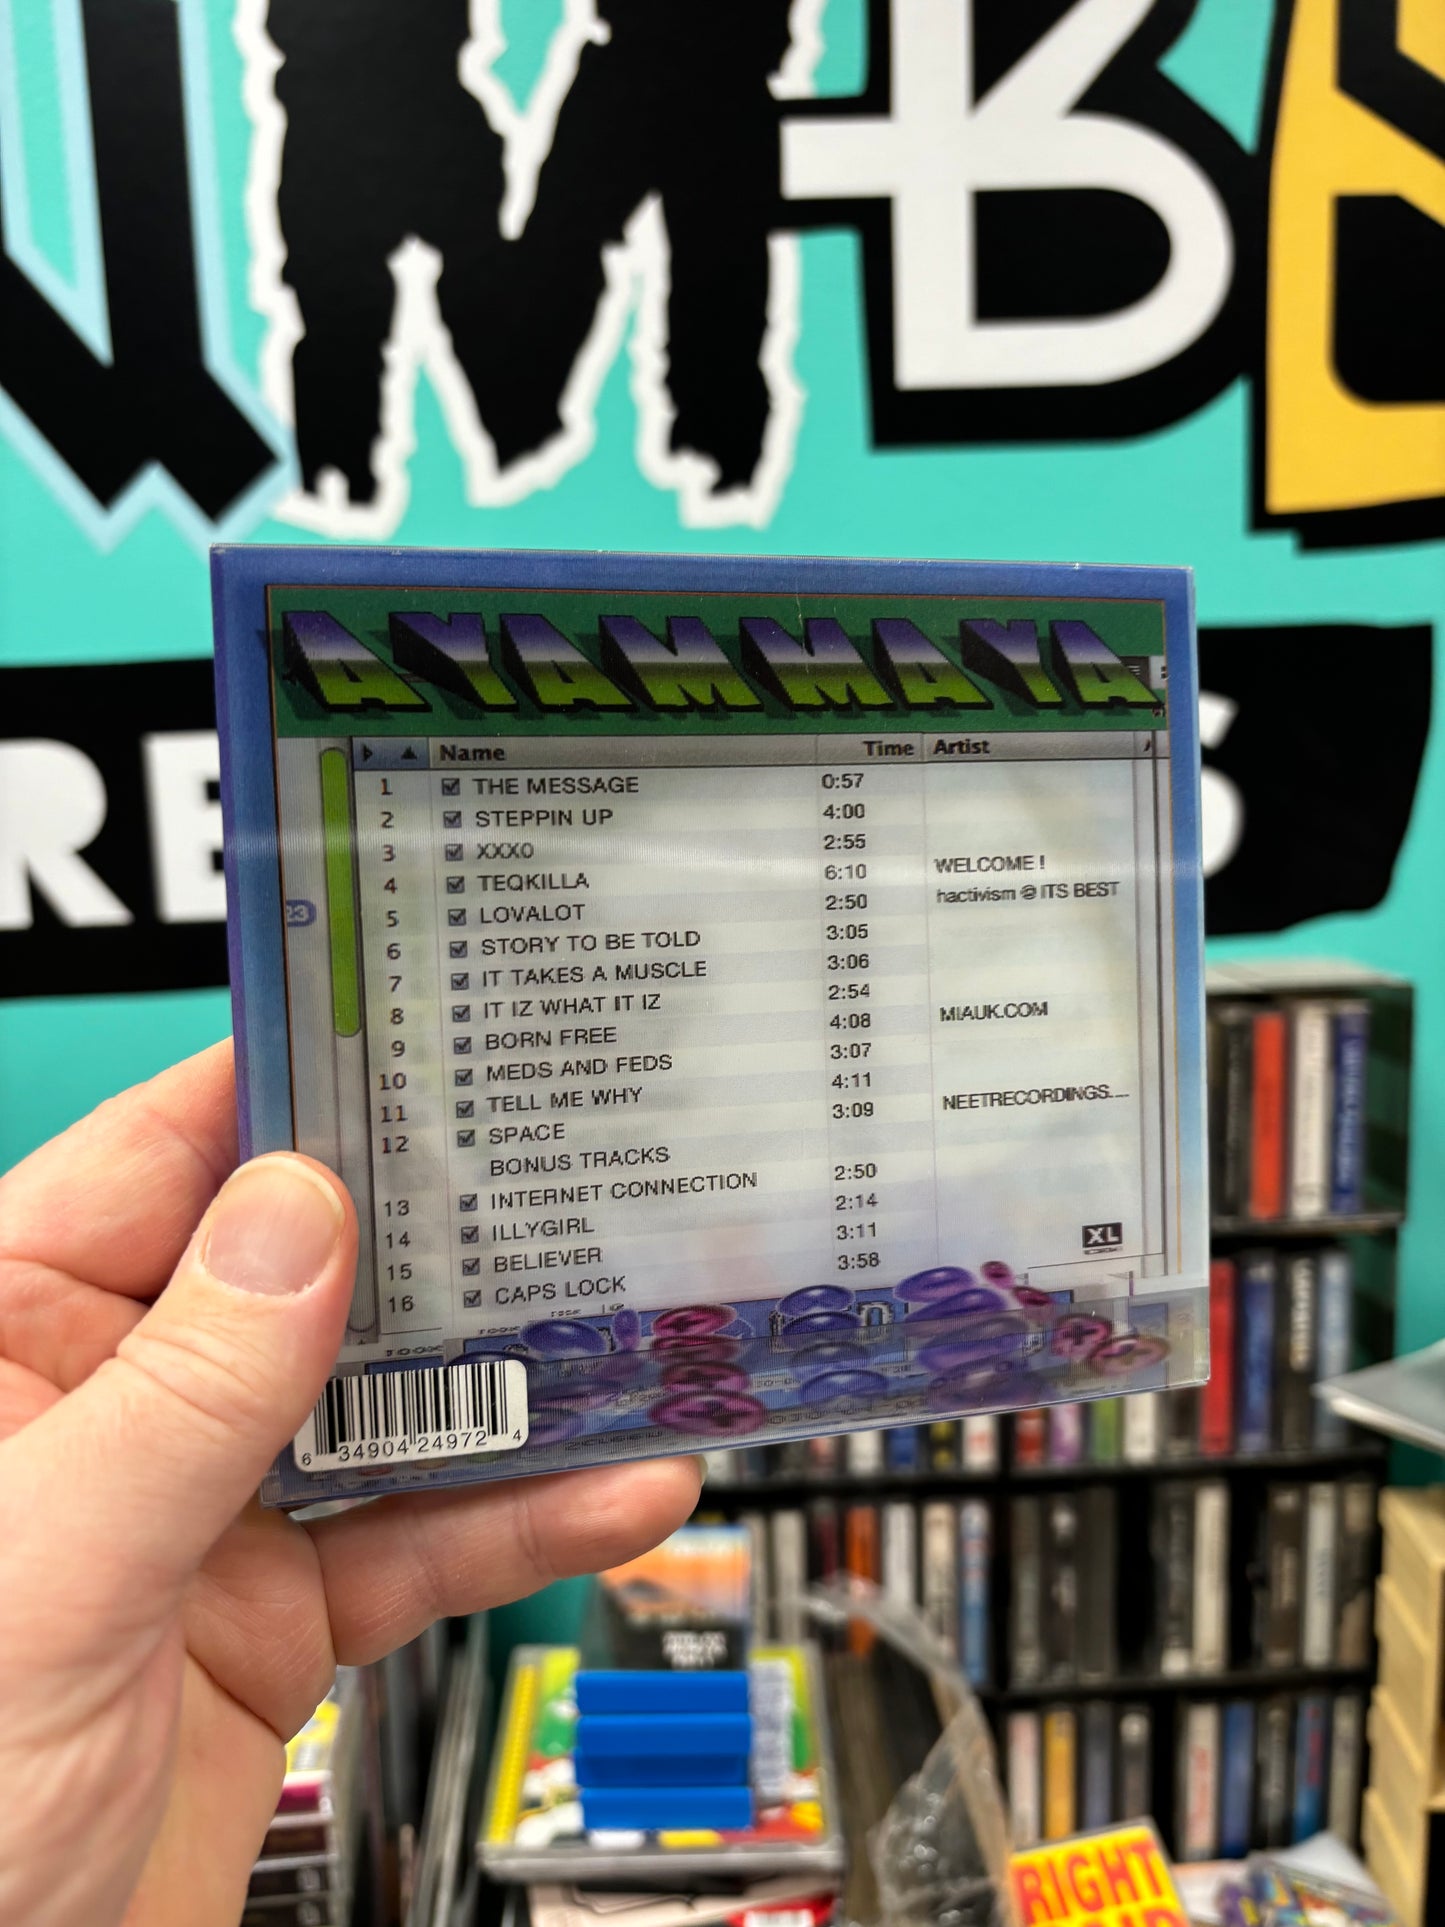 AYAMMAYA
Name Time Artist
1 THE MESSAGE 0:57
2 STEPPIN UP 4:00
3 XXXO 2:55
4 TEQKILLA 6:10 WELCOME !
5 LOVALOT 2:50 hactivism @ ITS BEST
6 STORY TO BE TOLD 3:05
7 IT TAKES A MUSCLE 3:06
8 IT IZ WHAT IT IZ 2:54
9 BORN FREE 4:08 MIAUK.COM
10 MEDS AND FEDS 3:07
11 TELL ME WHY 4:11
12 SPACE 3:09 NEETRECORDINGS....
BONUS TRACKS
13 INTERNET CONNECTION 2:50
14 ILLYGIRL 2:14
15 BELIEVER 3:11
16 CAPS LOCK 3:58
23
XL
6 34904 24972 4
RIGHT